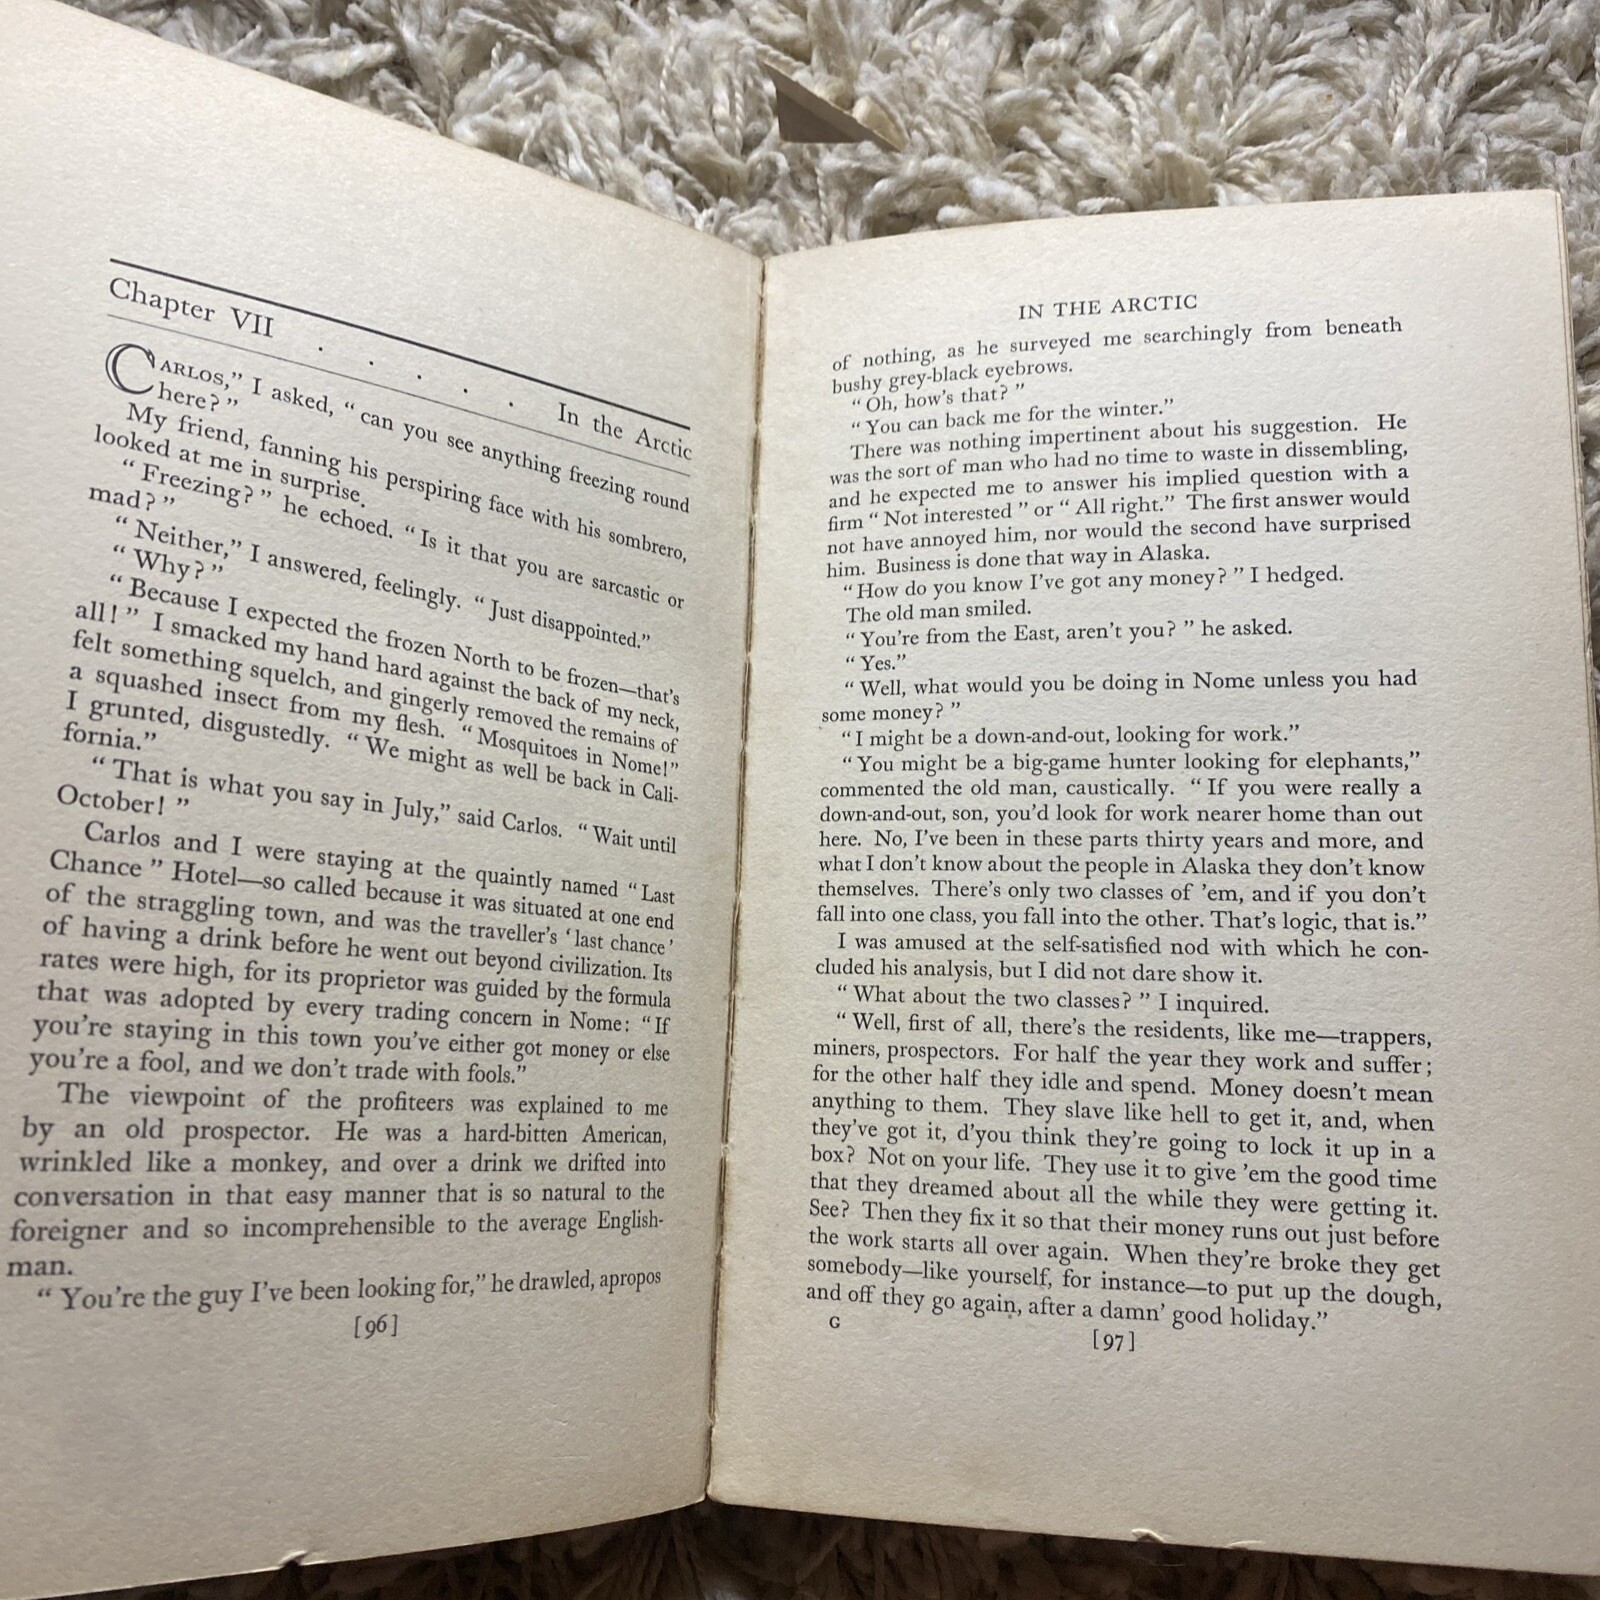 Chapter VII . . . . . In the Arctic
CARLOS,” I asked, “ can you see anything freezing round
here? ”
My friend, fanning his perspiring face with his sombrero,
looked at me in surprise.
“ Freezing? ” he echoed. “ Is it that you are sarcastic or
mad? ”
“ Neither,” I answered, feelingly. “ Just disappointed.”
“ Why? ”
“ Because I expected the frozen North to be frozen—that’s
all! ” I smacked my hand hard against the back of my neck,
felt something squelch, and gingerly removed the remains of
a squashed insect from my flesh. “ Mosquitoes in Nome!”
I grunted, disgustedly. “ We might as well be back in Cali-
fornia.”
“ That is what you say in July,” said Carlos. “ Wait until
October! ”
Carlos and I were staying at the quaintly named “ Last
Chance ” Hotel—so called because it was situated at one end
of the straggling town, and was the traveller’s ‘ last chance ’
of having a drink before he went out beyond civilization. Its
rates were high, for its proprietor was guided by the formula
that was adopted by every trading concern in Nome: “ If
you’re staying in this town you’ve either got money or else
you’re a fool, and we don’t trade with fools.”
The viewpoint of the profiteers was explained to me
by an old prospector. He was a hard-bitten American,
wrinkled like a monkey, and over a drink we drifted into
conversation in that easy manner that is so natural to the
foreigner and so incomprehensible to the average English-
man.
“ You’re the guy I’ve been looking for,” he drawled, apropos
[96]
IN THE ARCTIC
of nothing, as he surveyed me searchingly from beneath
bushy grey-black eyebrows.
“ Oh, how’s that? ”
“ You can back me for the winter.”
There was nothing impertinent about his suggestion. He
was the sort of man who had no time to waste in dissembling,
and he expected me to answer his implied question with a
firm “ Not interested ” or “ All right.” The first answer would
not have annoyed him, nor would the second have surprised
him. Business is done that way in Alaska.
“ How do you know I’ve got any money? ” I hedged.
The old man smiled.
“ You’re from the East, aren’t you? ” he asked.
“ Yes.”
“ Well, what would you be doing in Nome unless you had
some money? ”
“ I might be a down-and-out, looking for work.”
“ You might be a big-game hunter looking for elephants,”
commented the old man, caustically. “ If you were really a
down-and-out, son, you’d look for work nearer home than out
here. No, I’ve been in these parts thirty years and more, and
what I don’t know about the people in Alaska they don’t know
themselves. There’s only two classes of ’em, and if you don’t
fall into one class, you fall into the other. That’s logic, that is.”
I was amused at the self-satisfied nod with which he con-
cluded his analysis, but I did not dare show it.
“ What about the two classes? ” I inquired.
“ Well, first of all, there’s the residents, like me—trappers,
miners, prospectors. For half the year they work and suffer;
for the other half they idle and spend. Money doesn’t mean
anything to them. They slave like hell to get it, and, when
they’ve got it, d’you think they’re going to lock it up in a
box? Not on your life. They use it to give ’em the good time
that they dreamed about all the while they were getting it.
See? Then they fix it so that their money runs out just before
the work starts all over again. When they’re broke they get
somebody—like yourself, for instance—to put up the dough,
and off they go again, after a damn’ good holiday.”
G
[97]